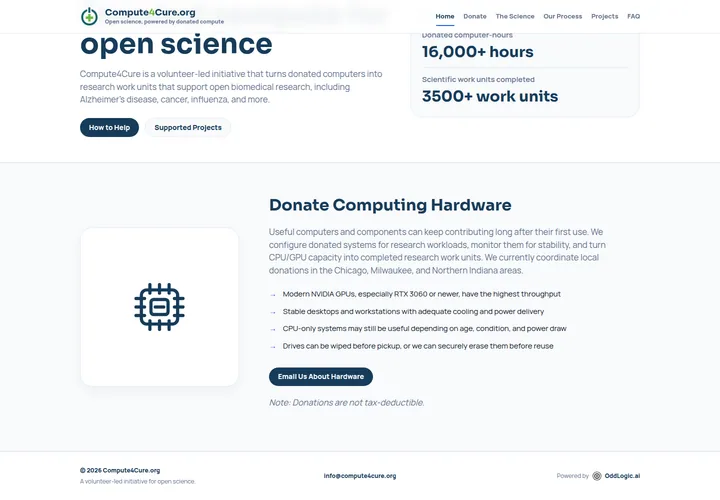 Compute4Cure.org
Open science, powered by donated compute
Home Donate The Science Our Process Projects FAQ
open science
Compute4Cure is a volunteer-led initiative that turns donated computers into
research work units that support open biomedical research, including
Alzheimer's disease, cancer, influenza, and more.
How to Help Supported Projects
Donated computer-hours
16,000+ hours
Scientific work units completed
3500+ work units
Donate Computing Hardware
Useful computers and components can keep contributing long after their first use. We
configure donated systems for research workloads, monitor them for stability, and turn
CPU/GPU capacity into completed research work units. We currently coordinate local
donations in the Chicago, Milwaukee, and Northern Indiana areas.
→ Modern NVIDIA GPUs, especially RTX 3060 or newer, have the highest throughput
→ Stable desktops and workstations with adequate cooling and power delivery
→ CPU-only systems may still be useful depending on age, condition, and power draw
→ Drives can be wiped before pickup, or we can securely erase them before reuse
Email Us About Hardware
Note: Donations are not tax-deductible.
© 2026 Compute4Cure.org
A volunteer-led initiative for open science.
info@compute4cure.org
Powered by OddLogic.ai